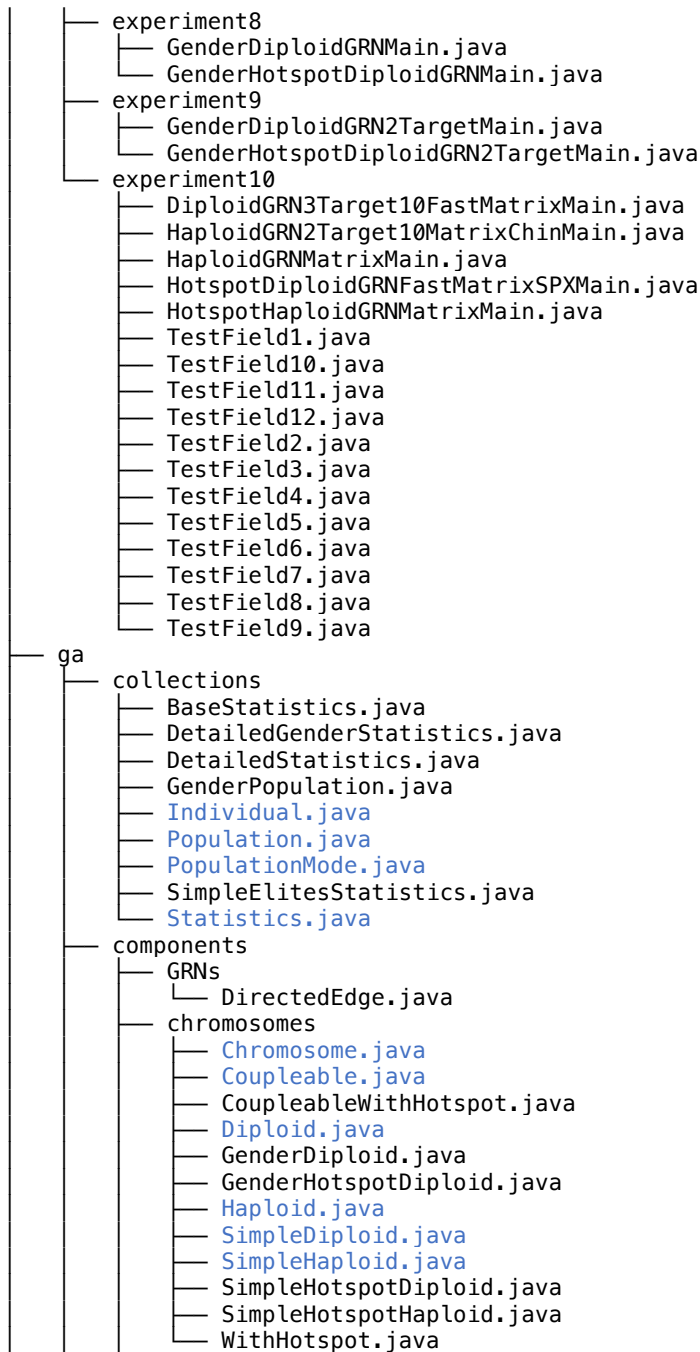 │   │   ├── experiment8
│   │   │   ├── GenderDiploidGRNMain.java
│   │   │   └── GenderHotspotDiploidGRNMain.java
│   │   ├── experiment9
│   │   │   ├── GenderDiploidGRN2TargetMain.java
│   │   │   └── GenderHotspotDiploidGRN2TargetMain.java
│   │   └── experiment10
│   │       ├── DiploidGRN3Target10FastMatrixMain.java
│   │       ├── HaploidGRN2Target10MatrixChinMain.java
│   │       ├── HaploidGRNMatrixMain.java
│   │       ├── HotspotDiploidGRNFastMatrixSPXMain.java
│   │       ├── HotspotHaploidGRNMatrixMain.java
│   │       ├── TestField1.java
│   │       ├── TestField10.java
│   │       ├── TestField11.java
│   │       ├── TestField12.java
│   │       ├── TestField2.java
│   │       ├── TestField3.java
│   │       ├── TestField4.java
│   │       ├── TestField5.java
│   │       ├── TestField6.java
│   │       ├── TestField7.java
│   │       ├── TestField8.java
│   │       └── TestField9.java
├── ga
│   ├── collections
│   │   ├── BaseStatistics.java
│   │   ├── DetailedGenderStatistics.java
│   │   ├── DetailedStatistics.java
│   │   ├── GenderPopulation.java
│   │   ├── Individual.java
│   │   ├── Population.java
│   │   ├── PopulationMode.java
│   │   ├── SimpleElitesStatistics.java
│   │   └── Statistics.java
│   ├── components
│   │   ├── GRNs
│   │   │   └── DirectedEdge.java
│   │   ├── chromosomes
│   │   │   ├── Chromosome.java
│   │   │   ├── Coupleable.java
│   │   │   ├── CoupleableWithHotspot.java
│   │   │   ├── Diploid.java
│   │   │   ├── GenderDiploid.java
│   │   │   ├── GenderHotspotDiploid.java
│   │   │   ├── Haploid.java
│   │   │   ├── SimpleDiploid.java
│   │   │   ├── SimpleHaploid.java
│   │   │   ├── SimpleHotspotDiploid.java
│   │   │   ├── SimpleHotspotHaploid.java
│   │   │   └── WithHotspot.java